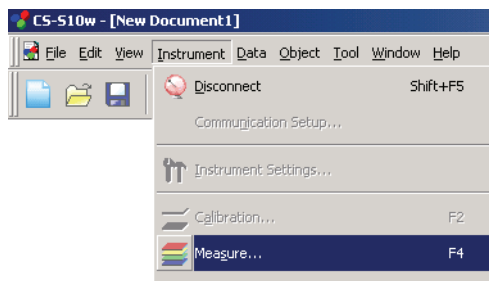 CS-S10w - [New Document1]
File Edit View Instrument Data Object Tool Window Help
Disconnect Shift+F5
Communication Setup...
Instrument Settings...
Calibration... F2
Measure... F4